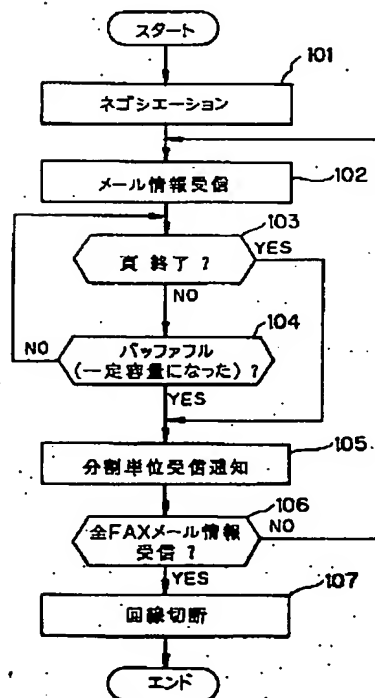 スタート
101
ネゴシエーション
メール情報受信
102
103
頁 終了 ?
YES
NO
104
バッファフル
(一定容量になった) ?
NO
YES
105
分割単位受信通知
106
全FAXメール情報
受信 ?
NO
YES
107
回線切断
エンド